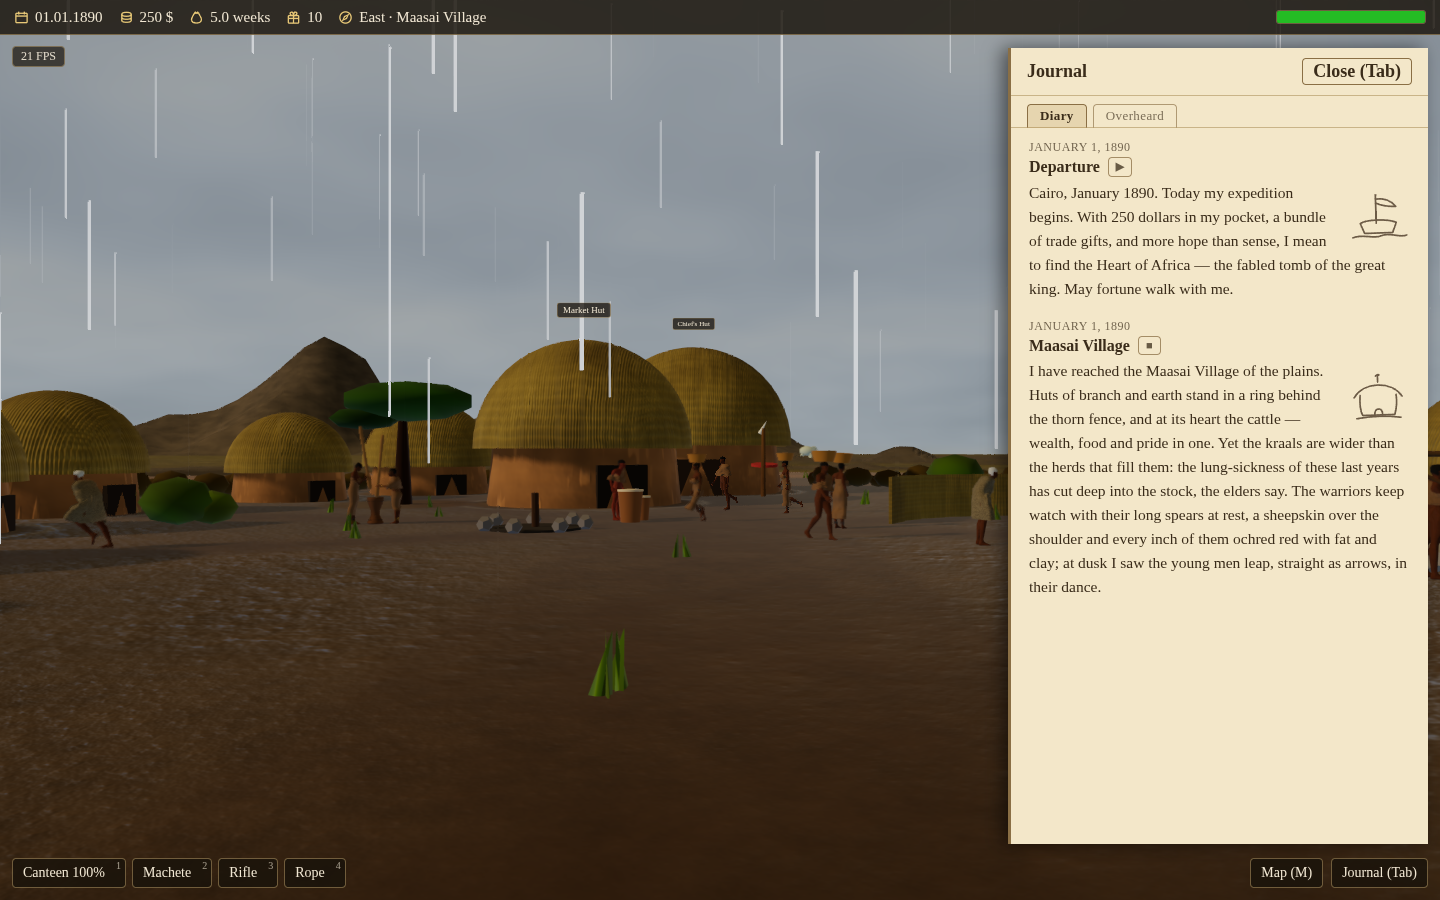 01.01.1890 250 $ 5.0 weeks 10 East · Maasai Village
21 FPS
Journal
Close (Tab)
Diary Overheard
JANUARY 1, 1890
Departure
Cairo, January 1890. Today my expedition
begins. With 250 dollars in my pocket, a bundle
of trade gifts, and more hope than sense, I mean
to find the Heart of Africa — the fabled tomb of the great
king. May fortune walk with me.
JANUARY 1, 1890
Maasai Village
I have reached the Maasai Village of the plains.
Huts of branch and earth stand in a ring behind
the thorn fence, and at its heart the cattle —
wealth, food and pride in one. Yet the kraals are wider than
the herds that fill them: the lung-sickness of these last years
has cut deep into the stock, the elders say. The warriors keep
watch with their long spears at rest, a sheepskin over the
shoulder and every inch of them ochred red with fat and
clay; at dusk I saw the young men leap, straight as arrows, in
their dance.
Market Hut
Chief's Hut
Canteen 100% 1
Machete 2
Rifle 3
Rope 4
Map (M)
Journal (Tab)